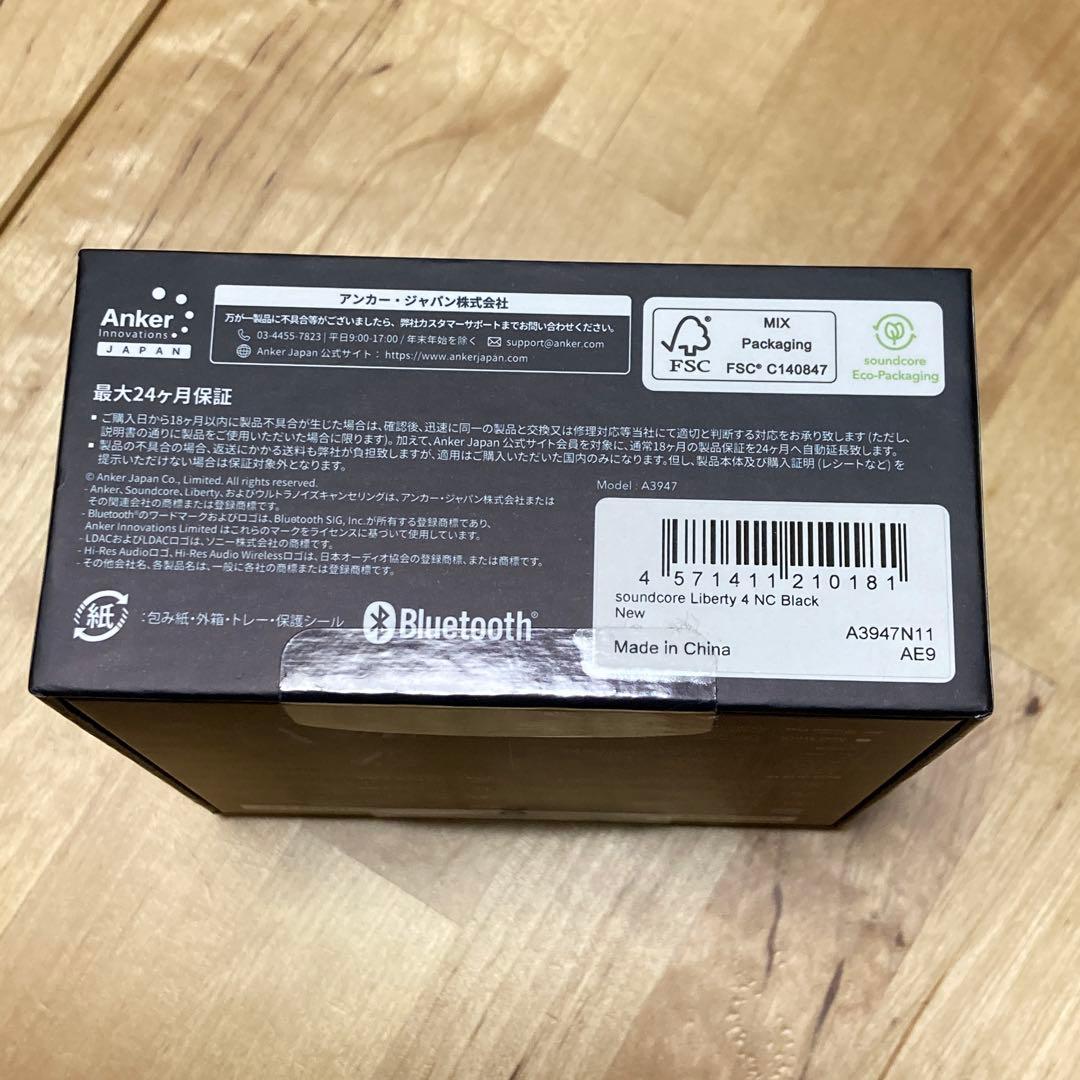 Anker
Innovations
JAPAN
アンカー・ジャパン株式会社
万が一製品に不具合等がございましたら、弊社カスタマーサポートまでお問い合わせください。
03-4455-7823 | 平日9:00-17:00 / 年末年始を除く support@anker.com
Anker Japan 公式サイト： https://www.ankerjapan.com
FSC
MIX
Packaging
FSC® C140847
soundcore
Eco-Packaging
最大24ヶ月保証
▪ ご購入日から18ヶ月以内に製品不具合が生じた場合は、確認後、迅速に同一の製品と交換又は修理対応等当社にて適切と判断する対応をお承り致します (ただし、
説明書の通りに製品をご使用いただいた場合に限ります)。加えて、Anker Japan 公式サイト会員を対象に、通常18ヶ月の製品保証を24ヶ月へ自動延長致します。
▪ 製品の不具合の場合、返送にかかる送料も弊社が負担致しますが、適用はご購入いただいた国内のみになります。但し、製品本体及び購入証明 (レシートなど) を
提示いただけない場合は保証対象外となります。
© Anker Japan Co., Limited. All rights reserved.
- Anker、Soundcore、Liberty、およびウルトラノイズキャンセリングは、アンカー・ジャパン株式会社または
その関連会社の商標または登録商標です。
- Bluetooth®のワードマークおよびロゴは、Bluetooth SIG, Inc.が所有する登録商標であり、
Anker Innovations Limited はこれらのマークをライセンスに基づいて使用しています。
- LDACおよびLDACロゴは、ソニー株式会社の商標です。
- Hi-Res Audioロゴ、Hi-Res Audio Wirelessロゴは、日本オーディオ協会の登録商標、または商標です。
- その他会社名、各製品名は、一般に各社の商標または登録商標です。
紙
：包み紙・外箱・トレー・保護シール
Bluetooth®
Model : A3947
4 571411 210181
soundcore Liberty 4 NC Black
New
A3947N11
Made in China
AE9